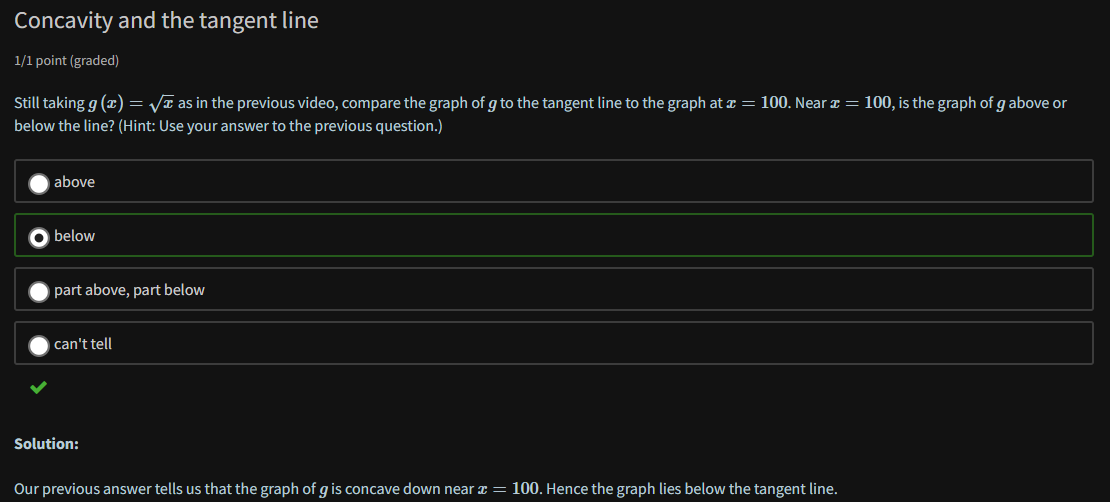 Concavity and the tangent line
1/1 point (graded)
Still taking g (x) = √x as in the previous video, compare the graph of g to the tangent line to the graph at x = 100. Near x = 100, is the graph of g above or
below the line? (Hint: Use your answer to the previous question.)
above
below
part above, part below
can't tell
Solution:
Our previous answer tells us that the graph of g is concave down near x = 100. Hence the graph lies below the tangent line.